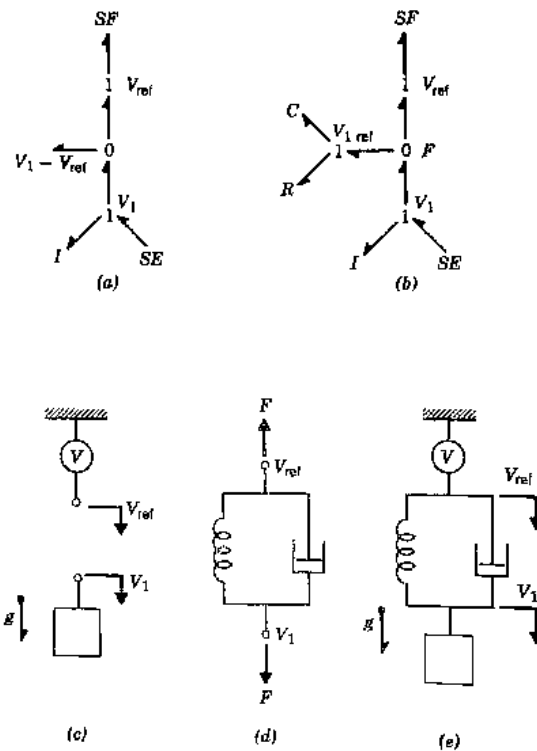 SF
1 V_ref
V_1 − V_ref 0
1 V_1
I SE
(a)
SF
1 V_ref
C V_1 ref
1 0 F
R
1 V_1
I SE
(b)
V
V_ref
V_1
g
(c)
F
V_ref
V_1
F
(d)
V
V_ref
V_1
g
(e)